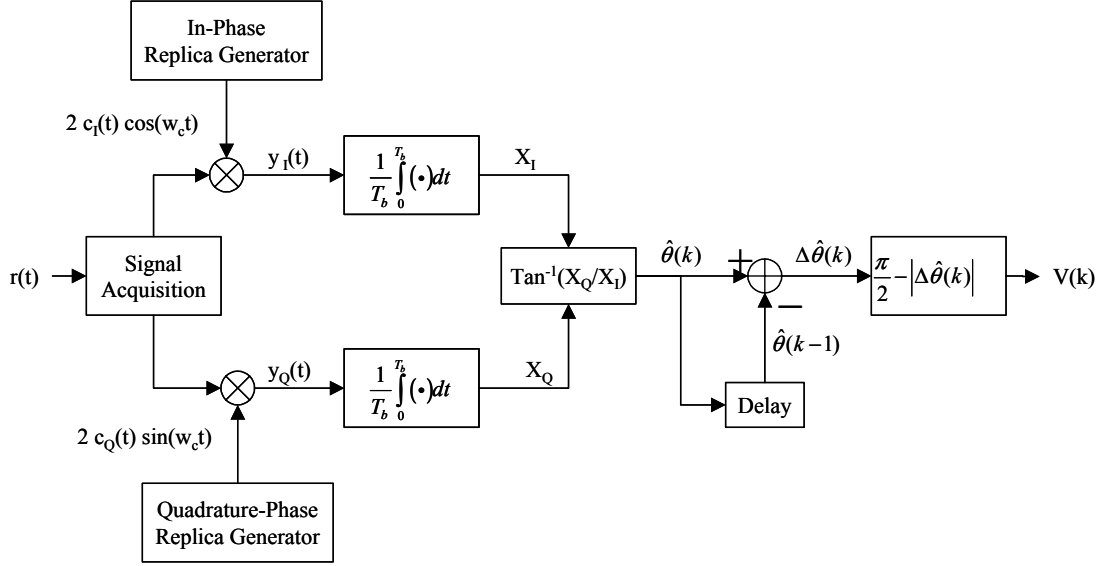 In-Phase
Replica Generator
2 c_I(t) cos(w_ct)
y_I(t)
1/T_b ∫_0^{T_b} (•)dt
X_I
r(t)
Signal
Acquisition
Tan⁻¹(X_Q/X_I)
θ̂(k)
+
Δθ̂(k)
π/2 − |Δθ̂(k)|
V(k)
−
θ̂(k−1)
Delay
y_Q(t)
1/T_b ∫_0^{T_b} (•)dt
X_Q
2 c_Q(t) sin(w_ct)
Quadrature-Phase
Replica Generator